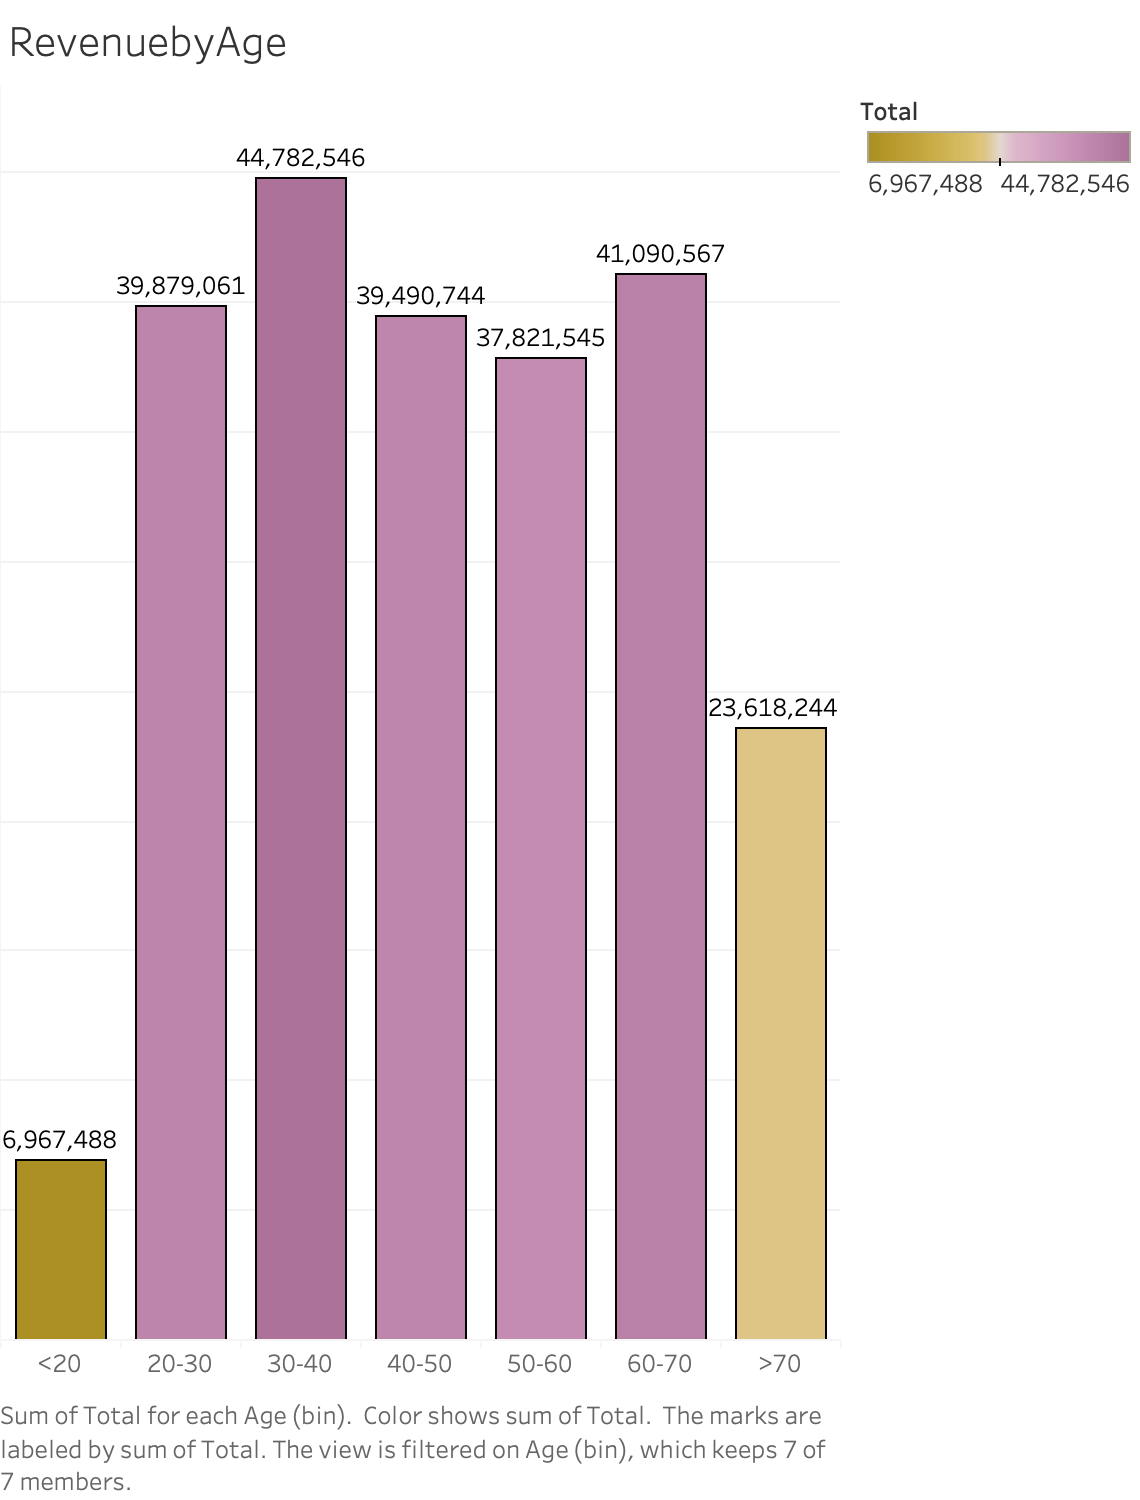 RevenuebyAge
Total
6,967,488 44,782,546
44,782,546
41,090,567
39,879,061
39,490,744
37,821,545
23,618,244
6,967,488
<20 20-30 30-40 40-50 50-60 60-70 >70
Sum of Total for each Age (bin).  Color shows sum of Total.  The marks are
labeled by sum of Total. The view is filtered on Age (bin), which keeps 7 of
7 members.